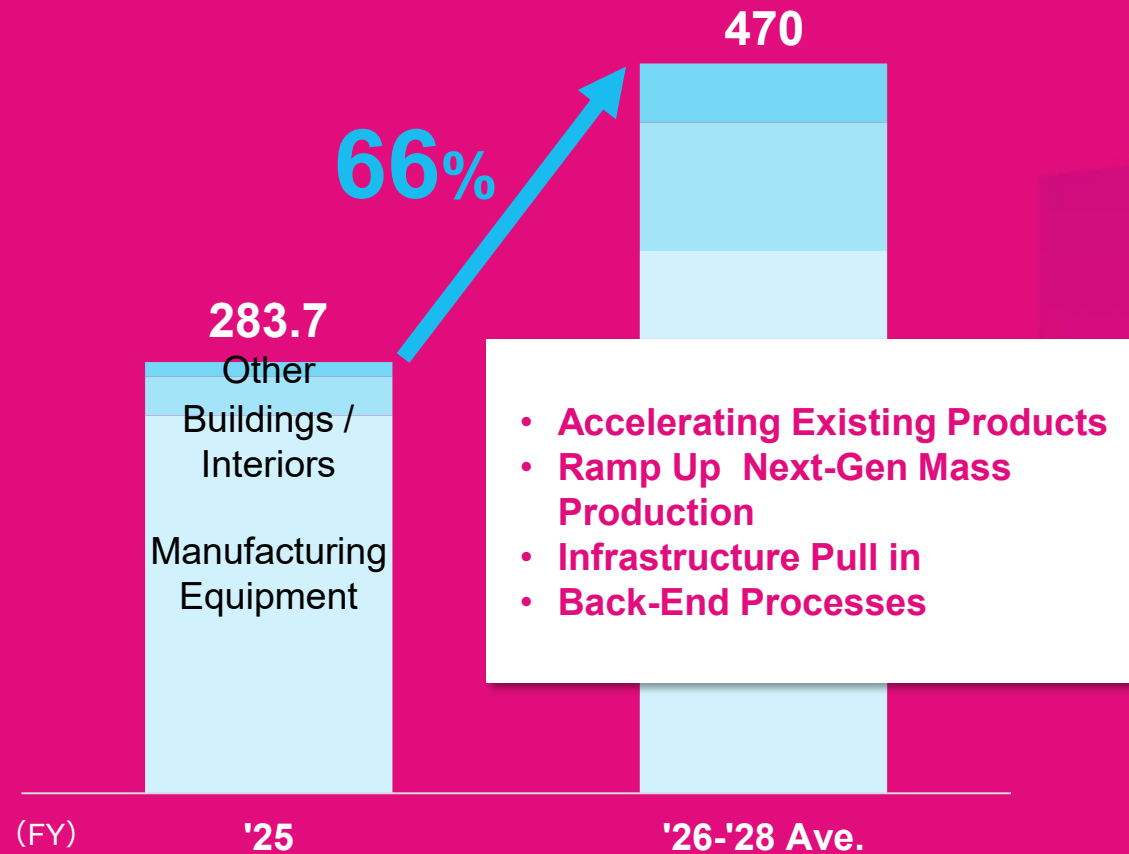 470
66%
283.7
Other
Buildings /
Interiors
Manufacturing
Equipment
• Accelerating Existing Products
• Ramp Up  Next-Gen Mass
Production
• Infrastructure Pull in
• Back-End Processes
（FY） '25 '26-'28 Ave.